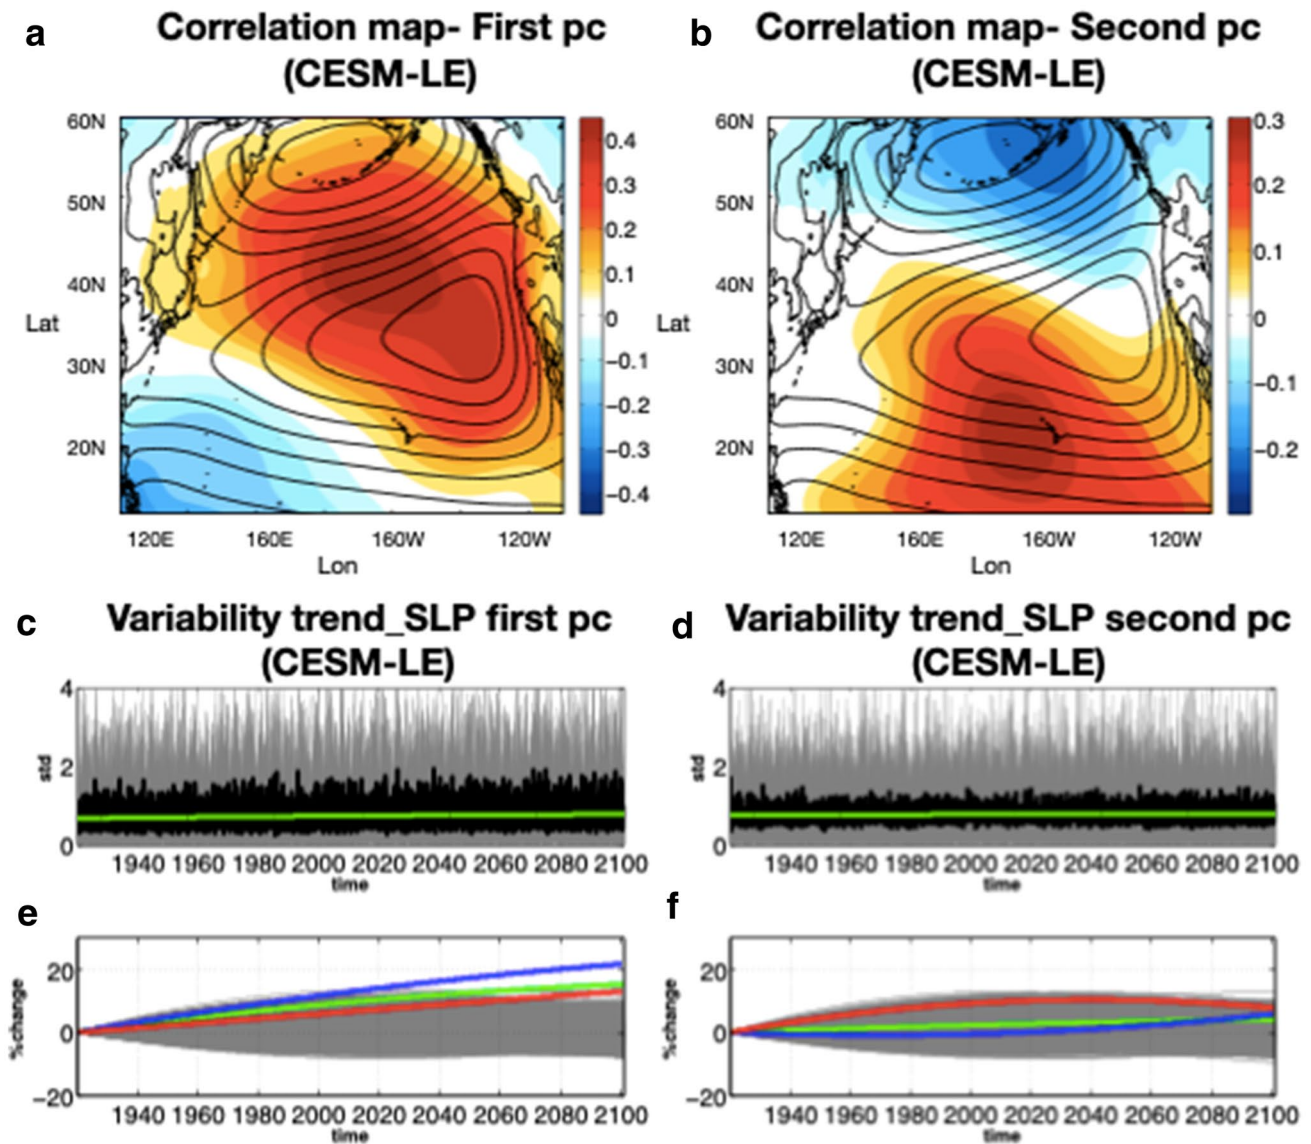 a
Correlation map- First pc
(CESM-LE)
b
Correlation map- Second pc
(CESM-LE)
60N
50N
40N
Lat
30N
20N
120E 160E 160W 120W
Lon
0.4
0.3
0.2
0.1
0
−0.1
−0.2
−0.3
−0.4
60N
50N
40N
Lat
30N
20N
120E 160E 160W 120W
Lon
0.3
0.2
0.1
0
−0.1
−0.2
c
Variability trend_SLP first pc
(CESM-LE)
d
Variability trend_SLP second pc
(CESM-LE)
4
2
0
std
1940 1960 1980 2000 2020 2040 2060 2080 2100
time
4
2
0
std
1940 1960 1980 2000 2020 2040 2060 2080 2100
time
e
20
0
−20
%change
1940 1960 1980 2000 2020 2040 2060 2080 2100
time
f
20
0
−20
%change
1940 1960 1980 2000 2020 2040 2060 2080 2100
time